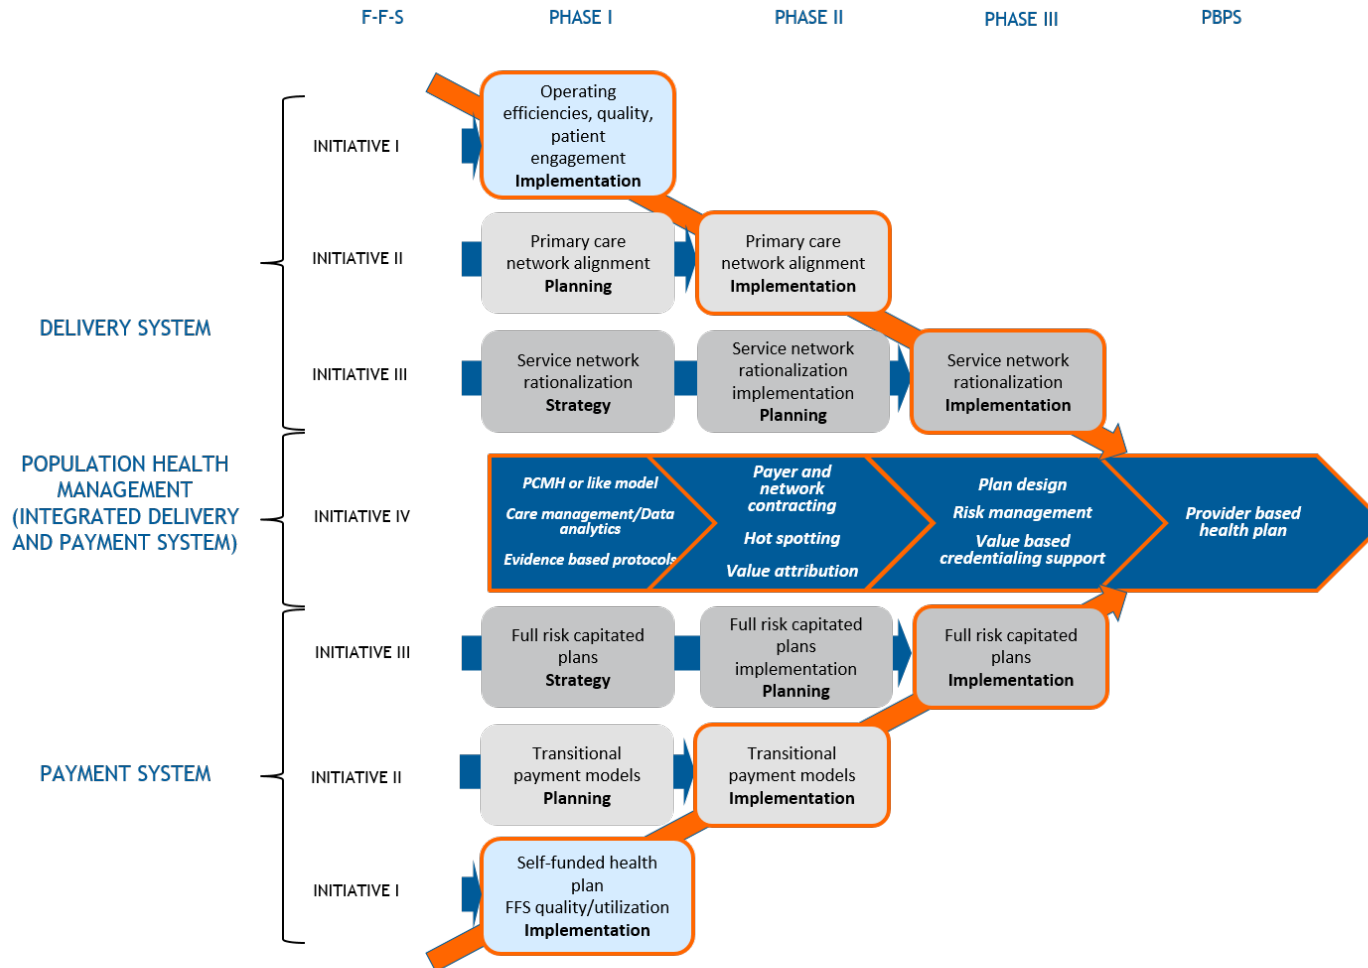 F-F-S
PHASE I
PHASE II
PHASE III
PBPS
DELIVERY SYSTEM
INITIATIVE I
Operating
efficiencies, quality,
patient
engagement
Implementation
INITIATIVE II
Primary care
network alignment
Planning
Primary care
network alignment
Implementation
INITIATIVE III
Service network
rationalization
Strategy
Service network
rationalization
implementation
Planning
Service network
rationalization
Implementation
POPULATION HEALTH
MANAGEMENT
(INTEGRATED DELIVERY
AND PAYMENT SYSTEM)
INITIATIVE IV
PCMH or like model
Care management/Data
analytics
Evidence based protocols
Payer and
network
contracting
Hot spotting
Value attribution
Plan design
Risk management
Value based
credentialing support
Provider based
health plan
PAYMENT SYSTEM
INITIATIVE III
Full risk capitated
plans
Strategy
Full risk capitated
plans
implementation
Planning
Full risk capitated
plans
Implementation
INITIATIVE II
Transitional
payment models
Planning
Transitional
payment models
Implementation
INITIATIVE I
Self-funded health
plan
FFS quality/utilization
Implementation